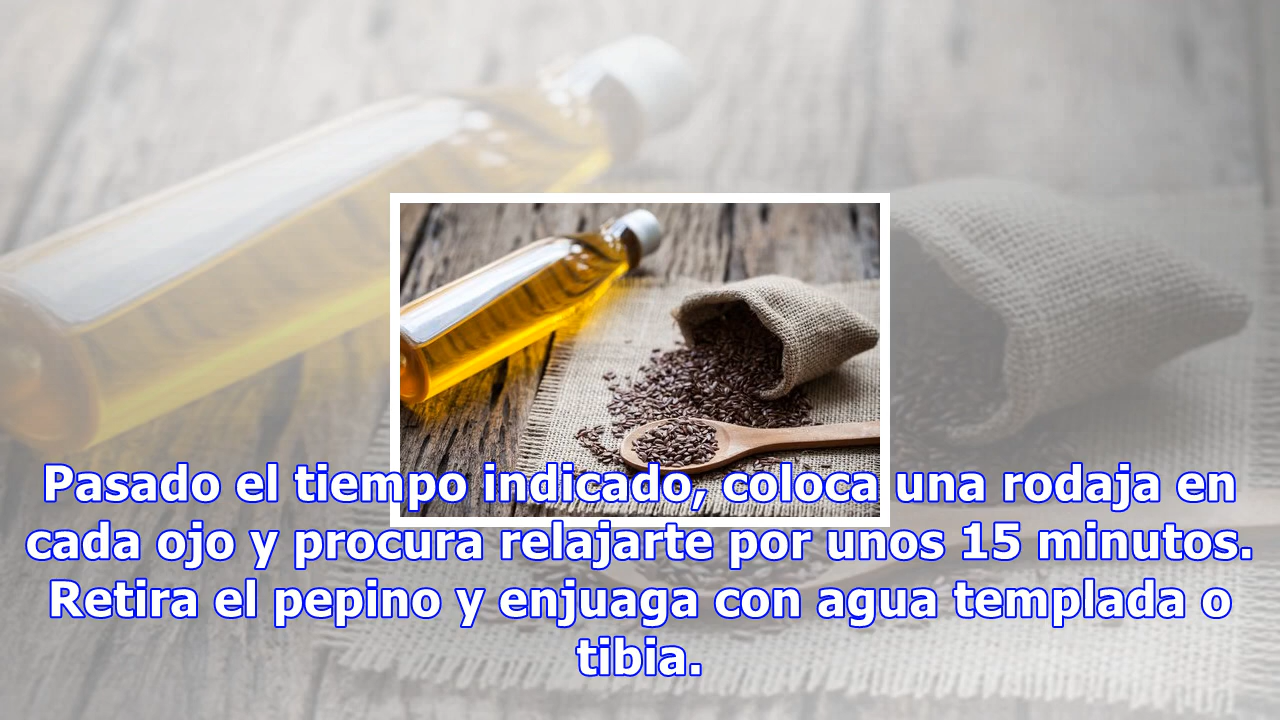 Pasado el tiempo indicado, coloca una rodaja en
cada ojo y procura relajarte por unos 15 minutos.
Retira el pepino y enjuaga con agua templada o
tibia.